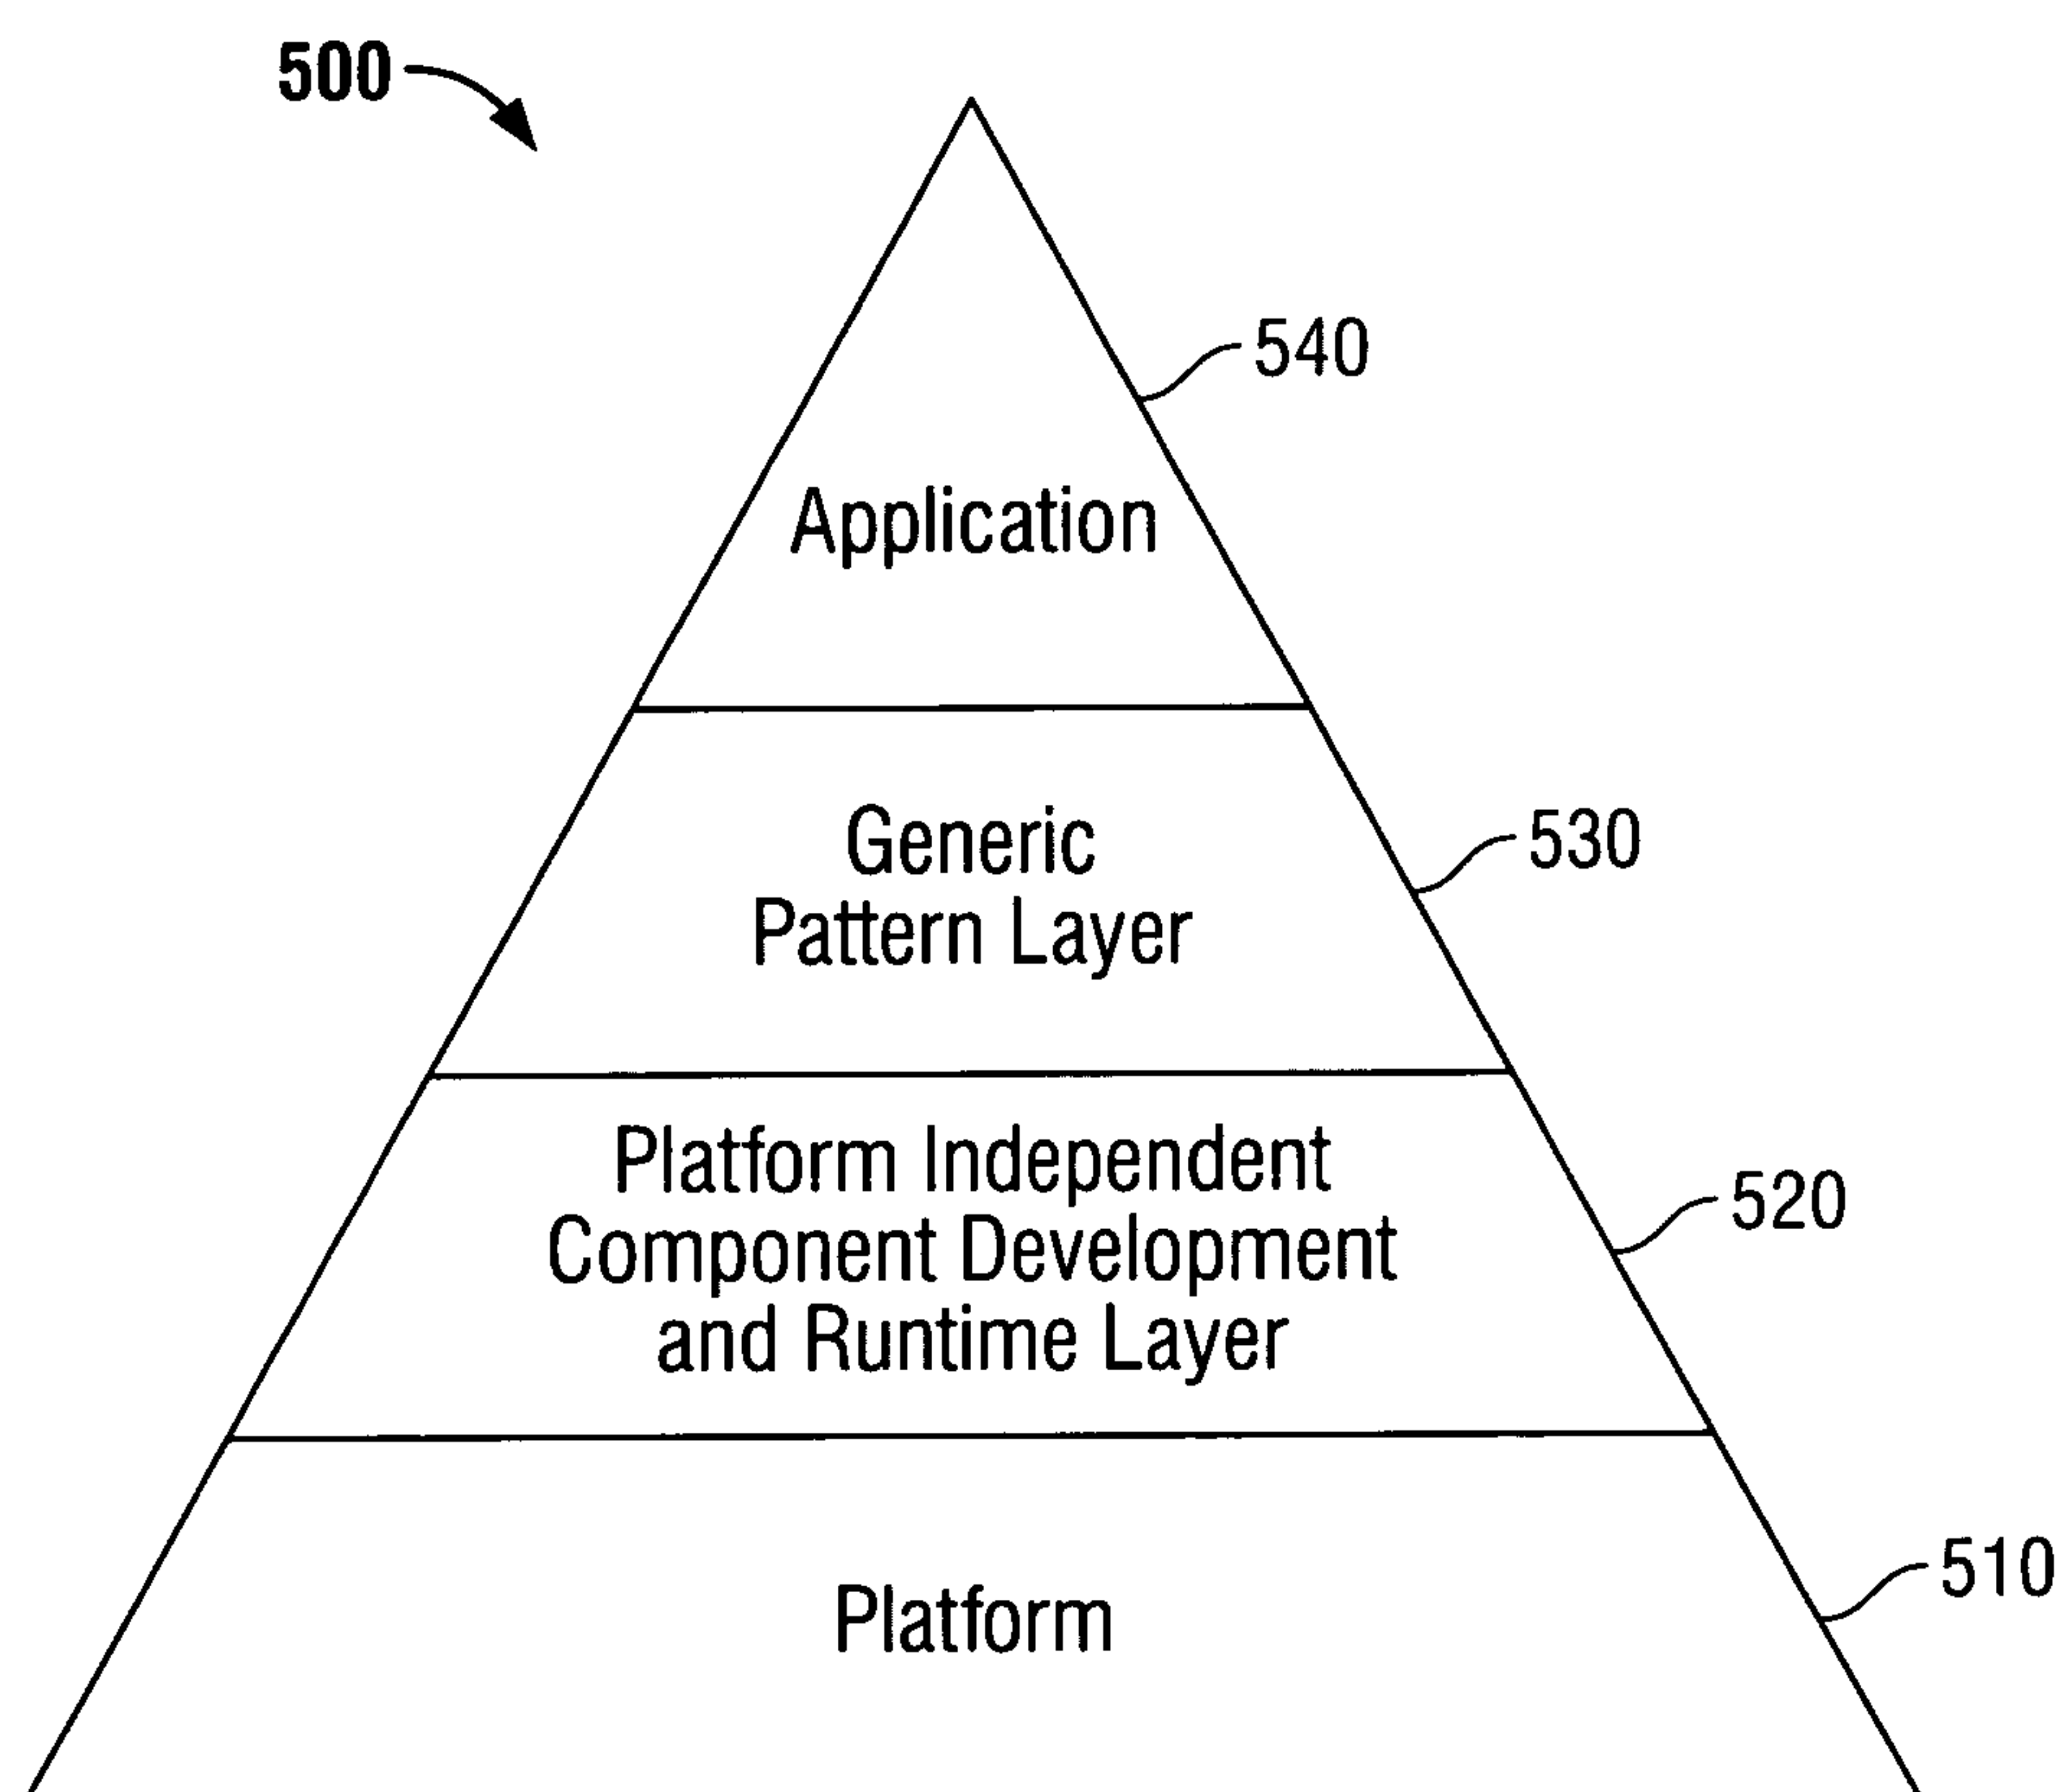 500
540
Application
530
Generic
Pattern Layer
520
Platform Independent
Component Development
and Runtime Layer
510
Platform